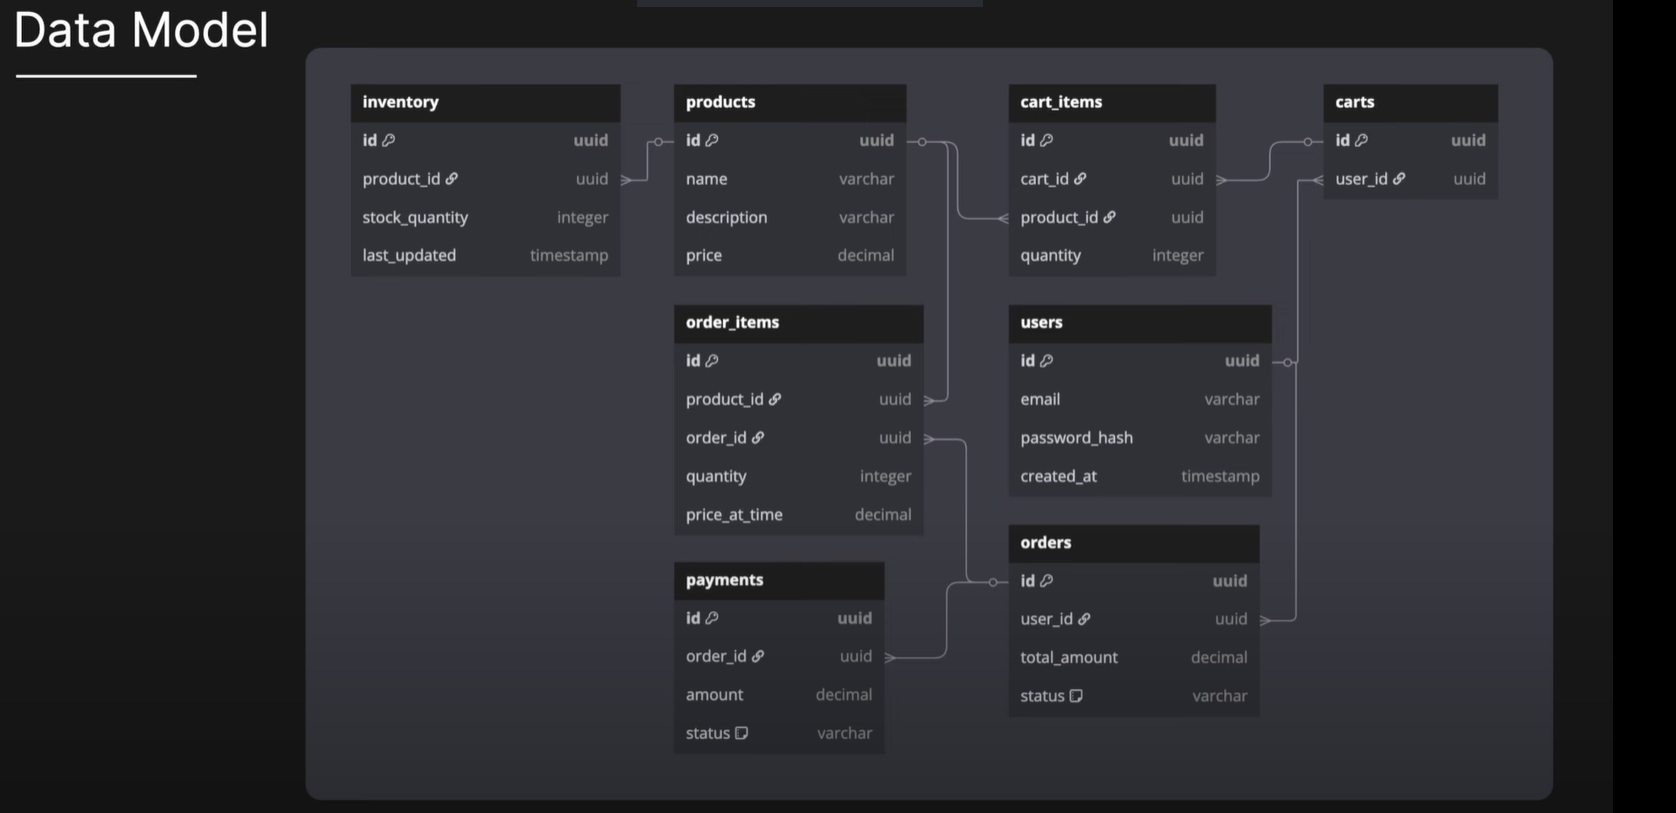 Data Model
inventory
id uuid
product_id uuid
stock_quantity integer
last_updated timestamp
products
id uuid
name varchar
description varchar
price decimal
cart_items
id uuid
cart_id uuid
product_id uuid
quantity integer
carts
id uuid
user_id uuid
order_items
id uuid
product_id uuid
order_id uuid
quantity integer
price_at_time decimal
users
id uuid
email varchar
password_hash varchar
created_at timestamp
payments
id uuid
order_id uuid
amount decimal
status varchar
orders
id uuid
user_id uuid
total_amount decimal
status varchar